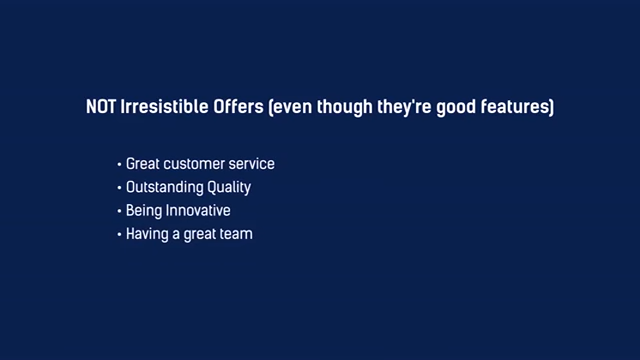 NOT Irresistible Offers (even though they're good features)
• Great customer service
• Outstanding Quality
• Being Innovative
• Having a great team